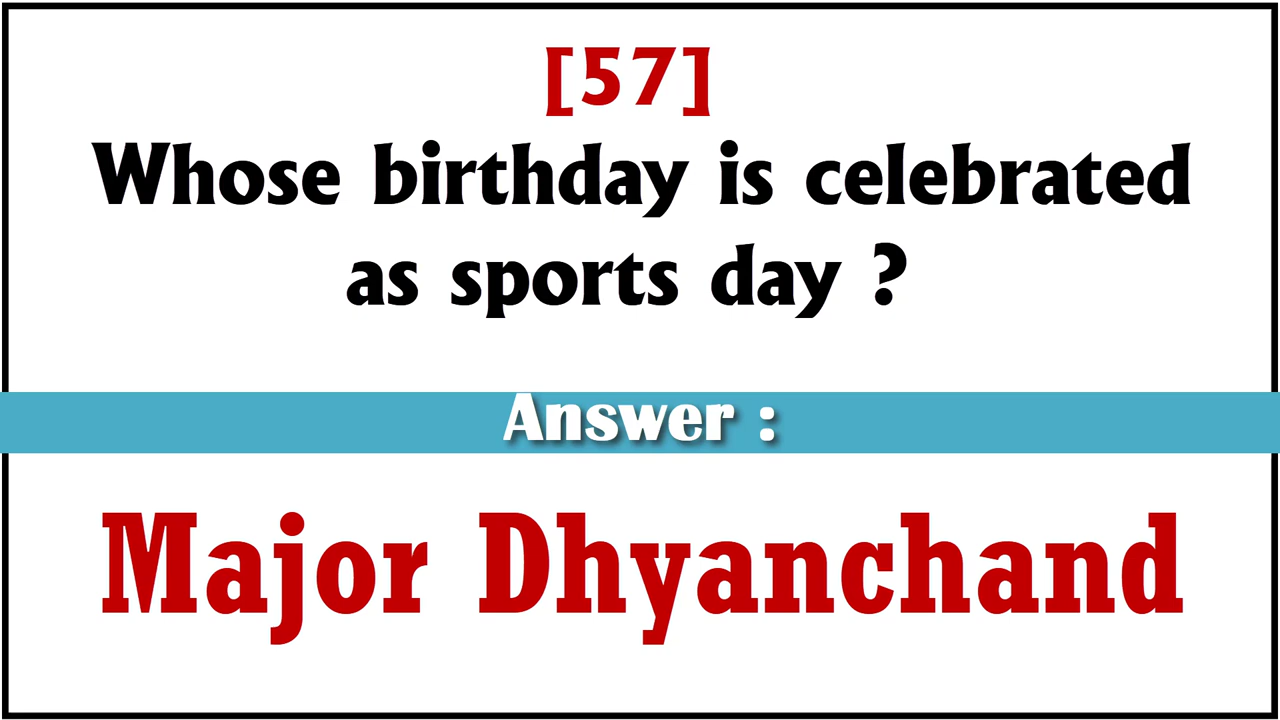 [57]
Whose birthday is celebrated
as sports day ?
Answer :
Major Dhyanchand